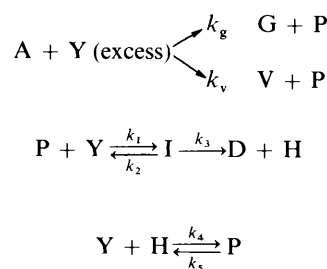 k_g G + P
A + Y (excess)
k_v V + P
P + Y k_1 k_2 I k_3 D + H
Y + H k_4 k_5 P